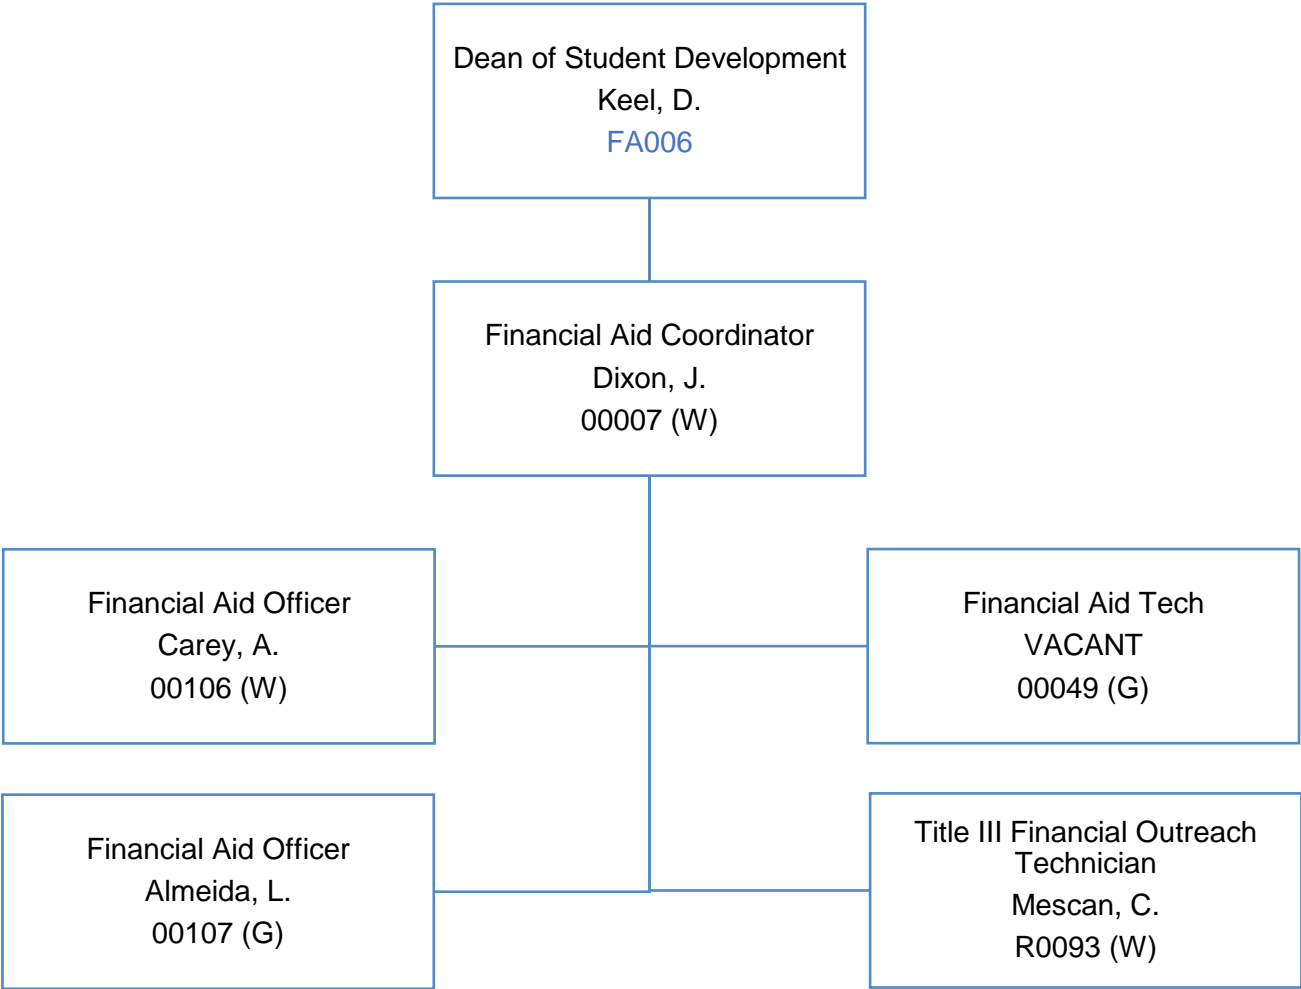 Dean of Student Development
Keel, D.
FA006
Financial Aid Coordinator
Dixon, J.
00007 (W)
Financial Aid Officer
Carey, A.
00106 (W)
Financial Aid Tech
VACANT
00049 (G)
Financial Aid Officer
Almeida, L.
00107 (G)
Title III Financial Outreach
Technician
Mescan, C.
R0093 (W)